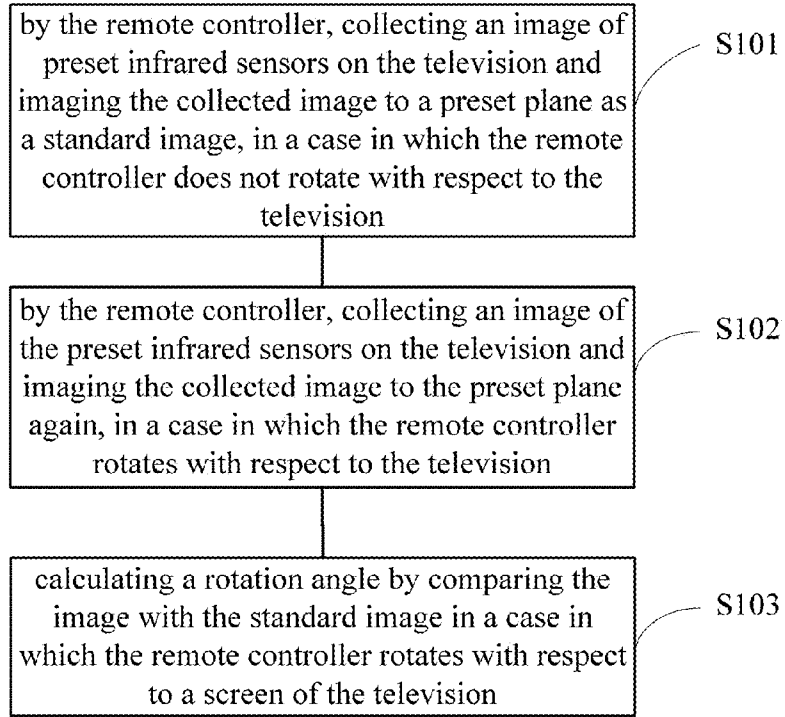 by the remote controller, collecting an image of
preset infrared sensors on the television and
imaging the collected image to a preset plane as
a standard image, in a case in which the remote
controller does not rotate with respect to the
television
S101
by the remote controller, collecting an image of
the preset infrared sensors on the television and
imaging the collected image to the preset plane
again, in a case in which the remote controller
rotates with respect to the television
S102
calculating a rotation angle by comparing the
image with the standard image in a case in
which the remote controller rotates with respect
to a screen of the television
S103